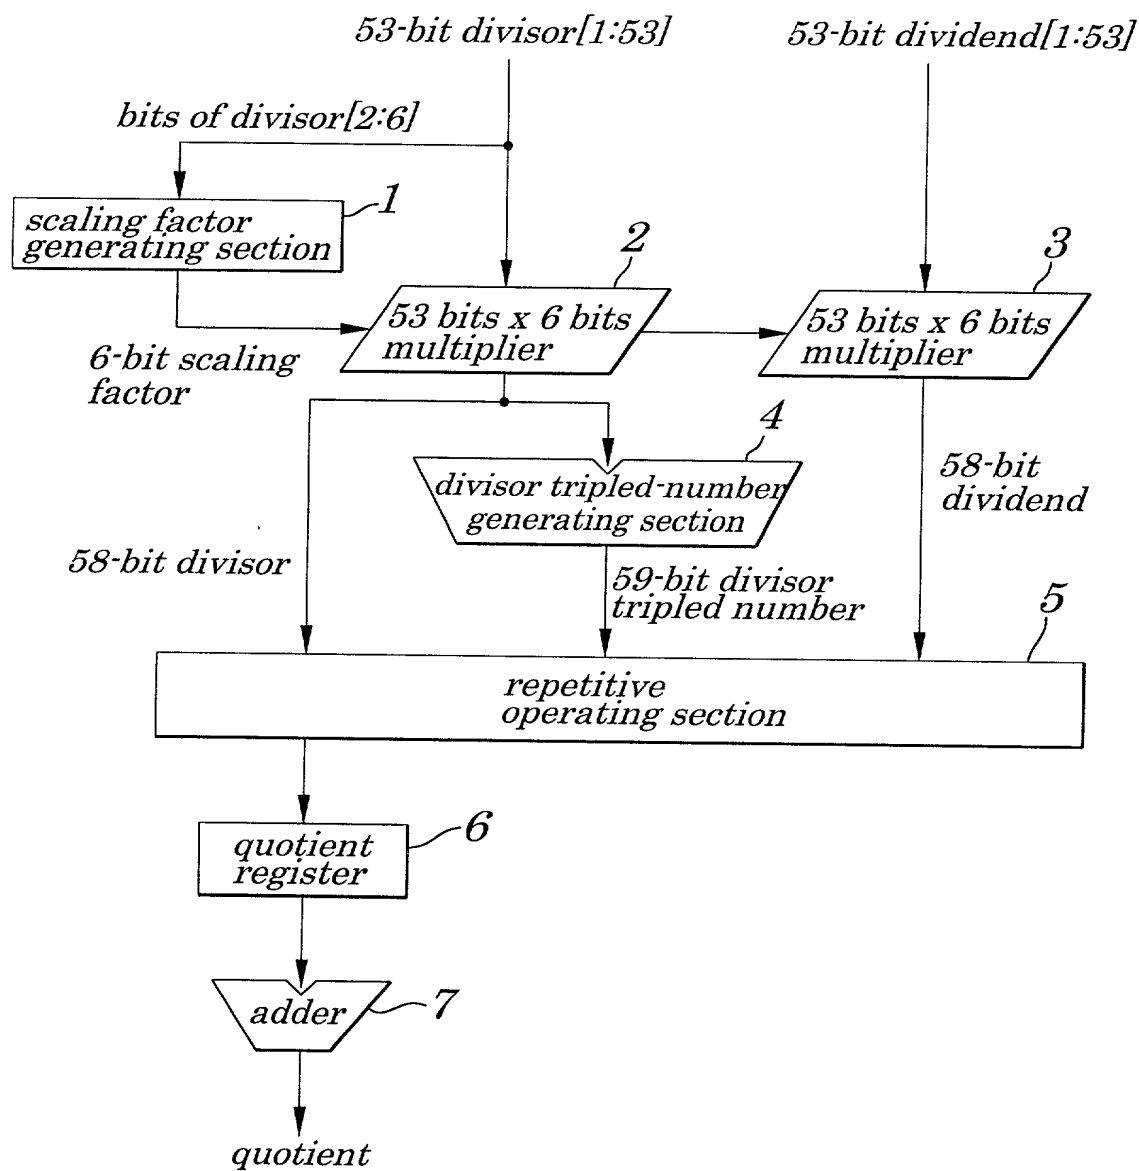 53-bit divisor[1:53]
53-bit dividend[1:53]
bits of divisor[2:6]
1
scaling factor
generating section
2
3
53 bits x 6 bits
multiplier
53 bits x 6 bits
multiplier
6-bit scaling
factor
4
divisor tripled-number
generating section
58-bit
dividend
58-bit divisor
59-bit divisor
tripled number
5
repetitive
operating section
6
quotient
register
7
adder
quotient